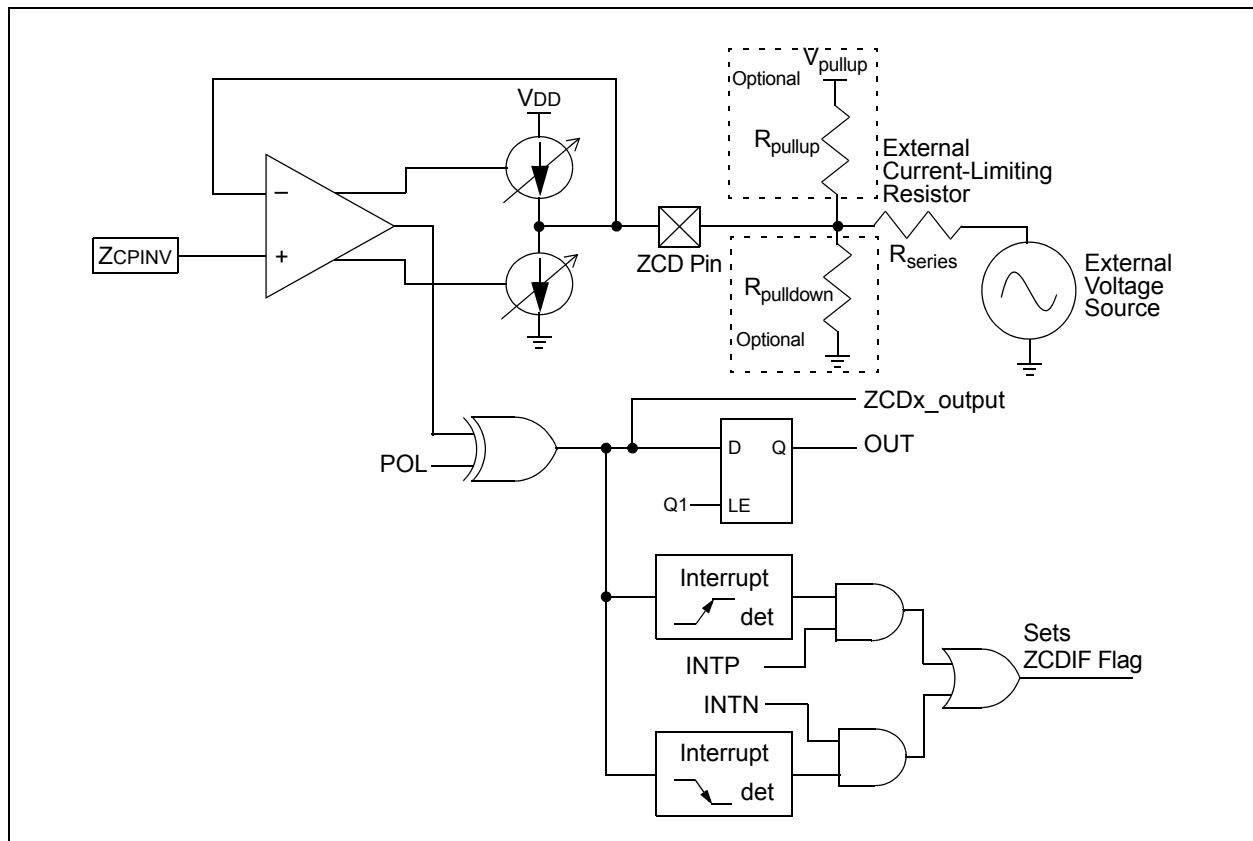 Vpullup
Optional
VDD
Rpullup
External
Current-Limiting
Resistor
−
ZCPINV
+
ZCD Pin
Rseries
Rpulldown
External
Voltage
Source
Optional
ZCDx_output
POL
D
Q
OUT
Q1
LE
Interrupt
det
INTP
Sets
ZCDIF Flag
INTN
Interrupt
det